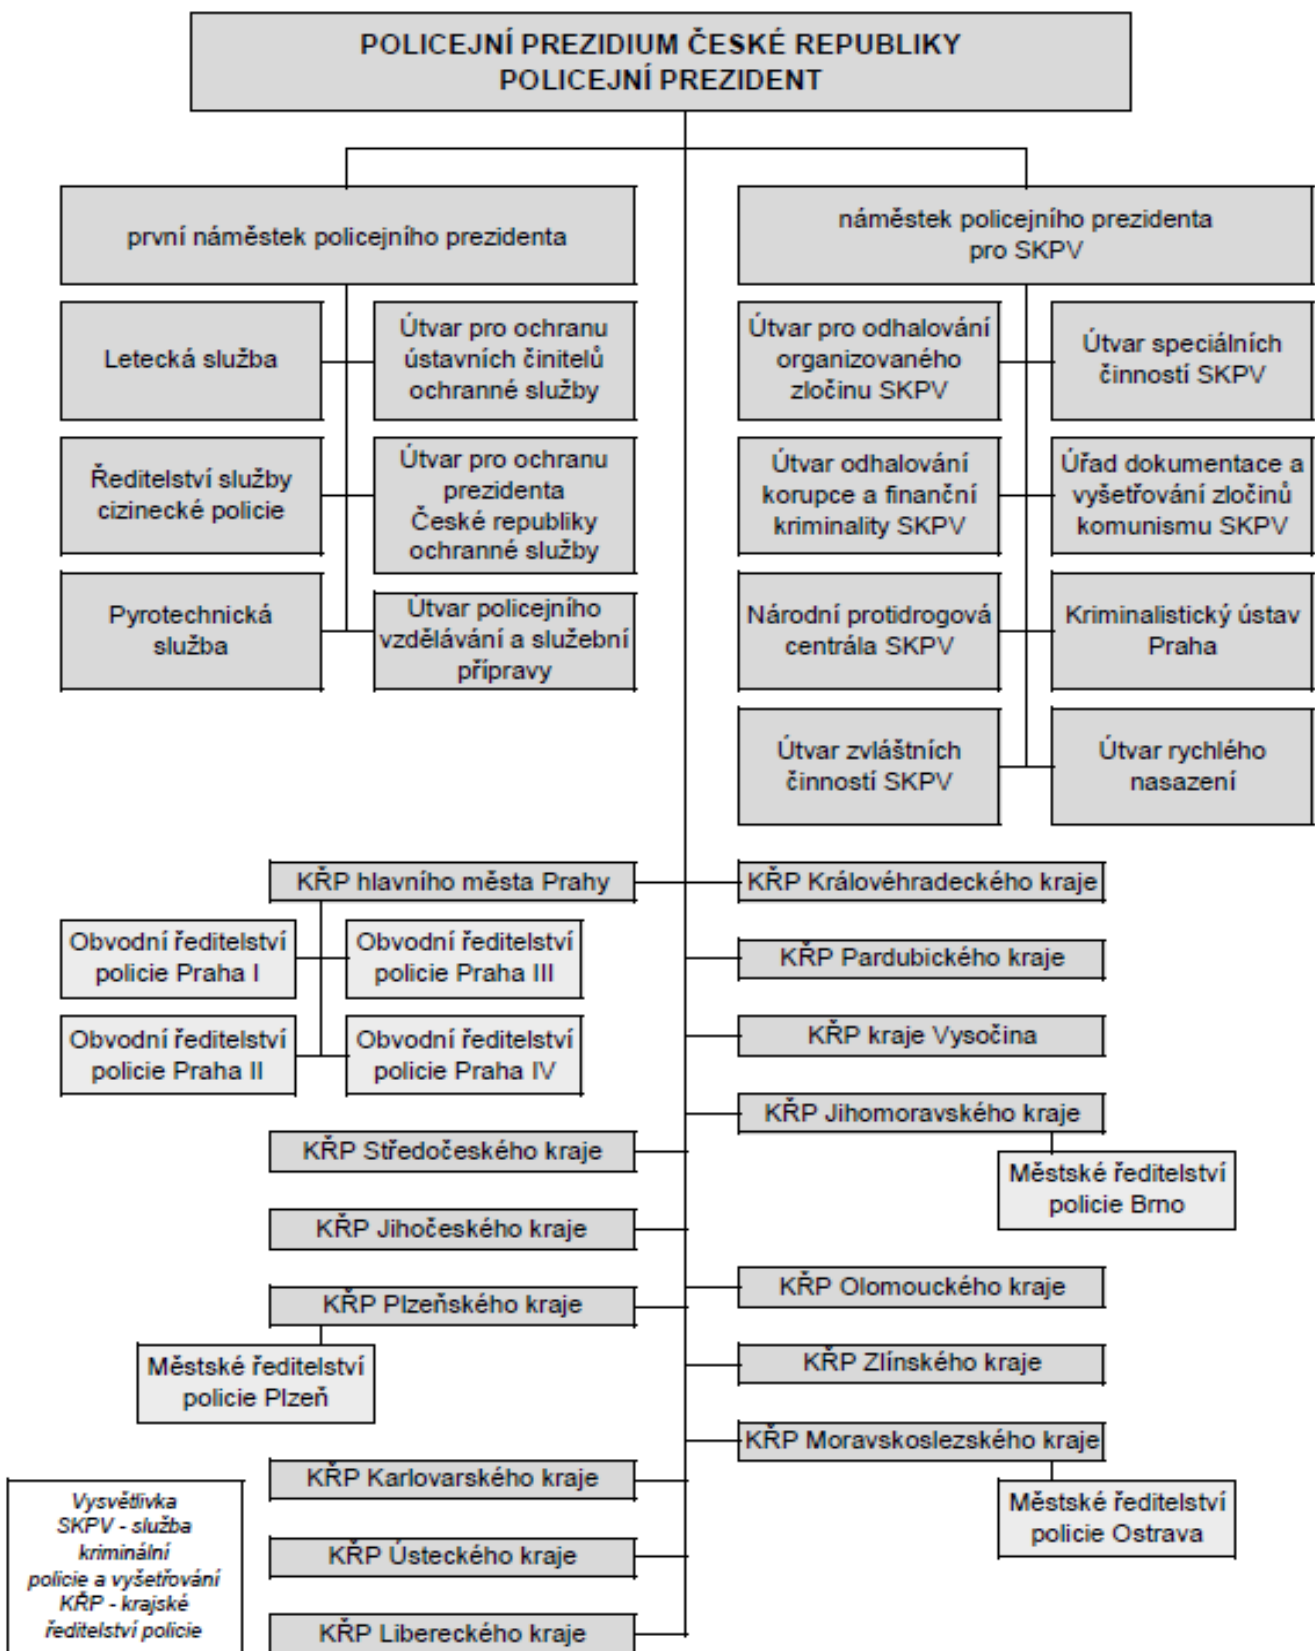 POLICEJNÍ PREZIDIUM ČESKÉ REPUBLIKY
POLICEJNÍ PREZIDENT
první náměstek policejního prezidenta
náměstek policejního prezidenta
pro SKPV
Letecká služba
Útvar pro ochranu
ústavních činitelů
ochranné služby
Ředitelství služby
cizinecké policie
Útvar pro ochranu
prezidenta
České republiky
ochranné služby
Pyrotechnická
služba
Útvar policejního
vzdělávání a služební
přípravy
Útvar pro odhalování
organizovaného
zločinu SKPV
Útvar speciálních
činností SKPV
Útvar odhalování
korupce a finanční
kriminality SKPV
Úřad dokumentace a
vyšetřování zločinů
komunismu SKPV
Národní protidrogová
centrála SKPV
Kriminalistický ústav
Praha
Útvar zvláštních
činností SKPV
Útvar rychlého
nasazení
KŘP hlavního města Prahy
Obvodní ředitelství
policie Praha I
Obvodní ředitelství
policie Praha III
Obvodní ředitelství
policie Praha II
Obvodní ředitelství
policie Praha IV
KŘP Středočeského kraje
KŘP Jihočeského kraje
KŘP Plzeňského kraje
Městské ředitelství
policie Plzeň
KŘP Karlovarského kraje
KŘP Ústeckého kraje
KŘP Libereckého kraje
KŘP Královéhradeckého kraje
KŘP Pardubického kraje
KŘP kraje Vysočina
KŘP Jihomoravského kraje
Městské ředitelství
policie Brno
KŘP Olomouckého kraje
KŘP Zlínského kraje
KŘP Moravskoslezského kraje
Městské ředitelství
policie Ostrava
Vysvětlivka
SKPV - služba
kriminální
policie a vyšetřování
KŘP - krajské
ředitelství policie